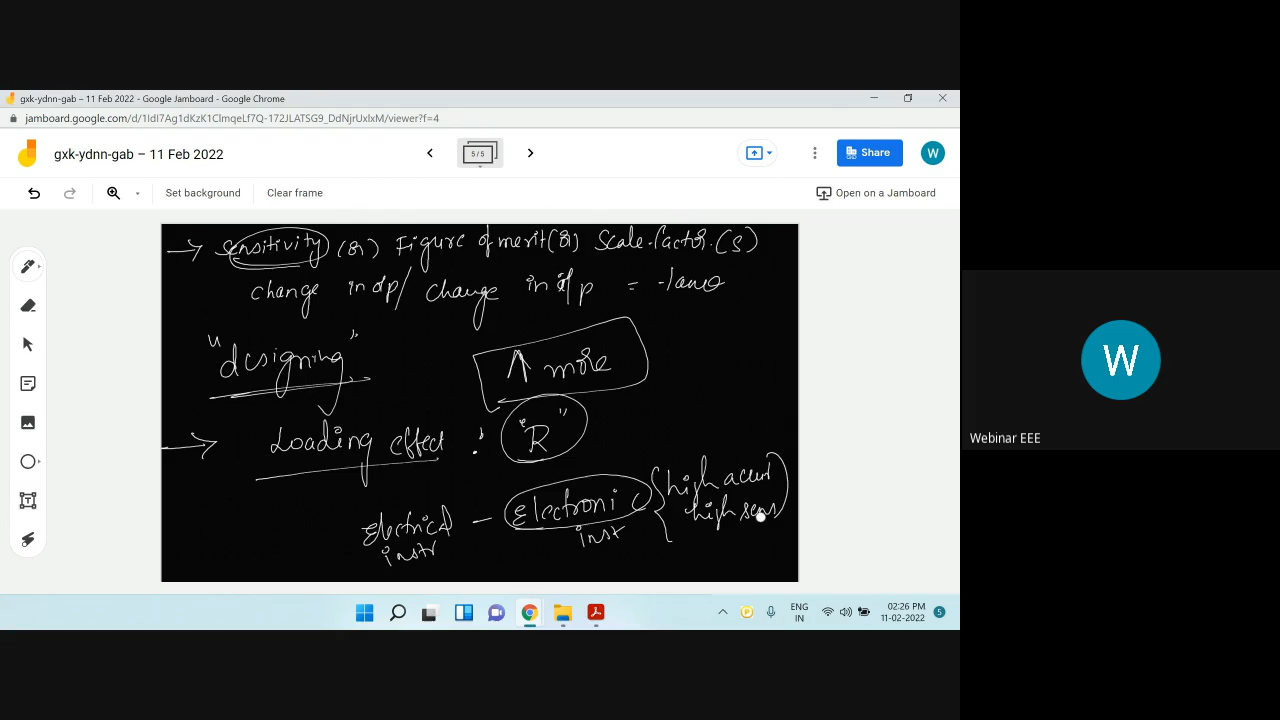 gxk-ydnn-gab – 11 Feb 2022 - Google Jamboard - Google Chrome
jamboard.google.com/d/1IdI7Ag1dKzK1ClmqeLf7Q-172JLATSG9_DdNjrUxlxM/viewer?f=4
gxk-ydnn-gab – 11 Feb 2022
5 / 5
Share
W
Set background
Clear frame
Open on a Jamboard
→ Sensitivity (or) Figure of merit (or) Scale-factor. (S)
change in o/p / change in i/p =
"designing"
↑ more
→ Loading effect : "R"
Electrical instr — Electronic inst { high accur
high sens
W
Webinar EEE
ENG
IN
02:26 PM
11-02-2022
5